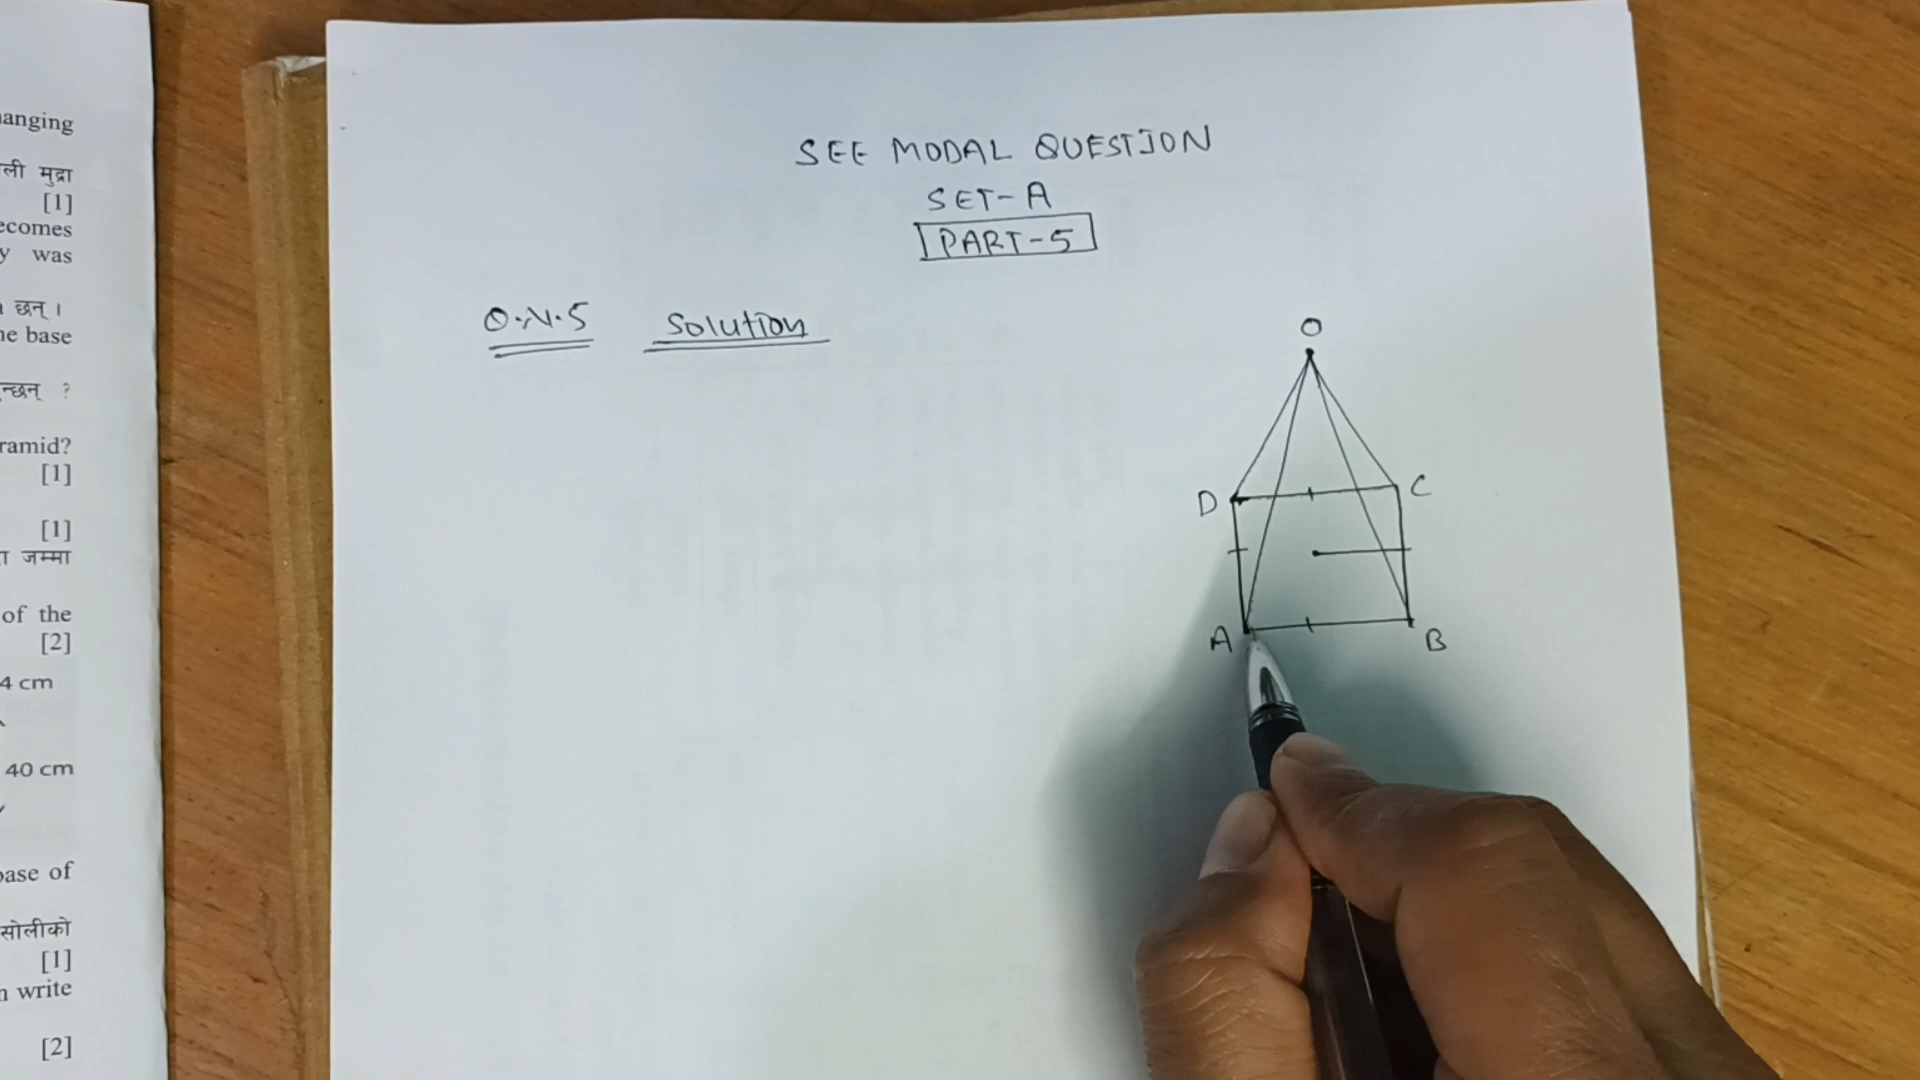 anging
ली मुद्रा
[1]
ecomes
y was
छन् ।
ne base
न्छन् ?
ramid?
[1]
[1]
ा जम्मा
of the
[2]
4 cm
40 cm
base of
सोलीको
[1]
n write
[2]
SEE MODAL QUESTION
SET-A
PART-5
Q.N.5 Solution
O
D C
A B